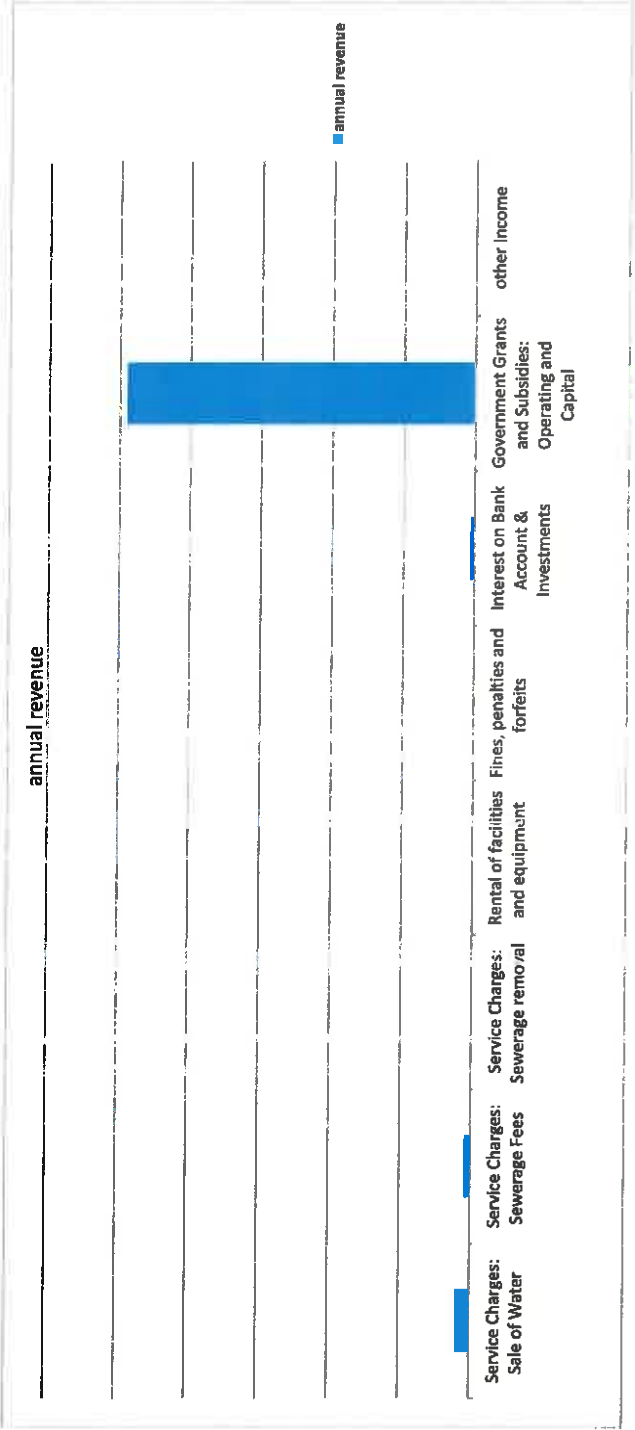 annual revenue
annual revenue
Service Charges:
Sale of Water
Service Charges:
Sewerage Fees
Service Charges:
Sewerage removal
Rental of facilities
and equipment
Fines, penalties and
forfeits
Interest on Bank
Account &
Investments
Government Grants
and Subsidies:
Operating and
Capital
other Income